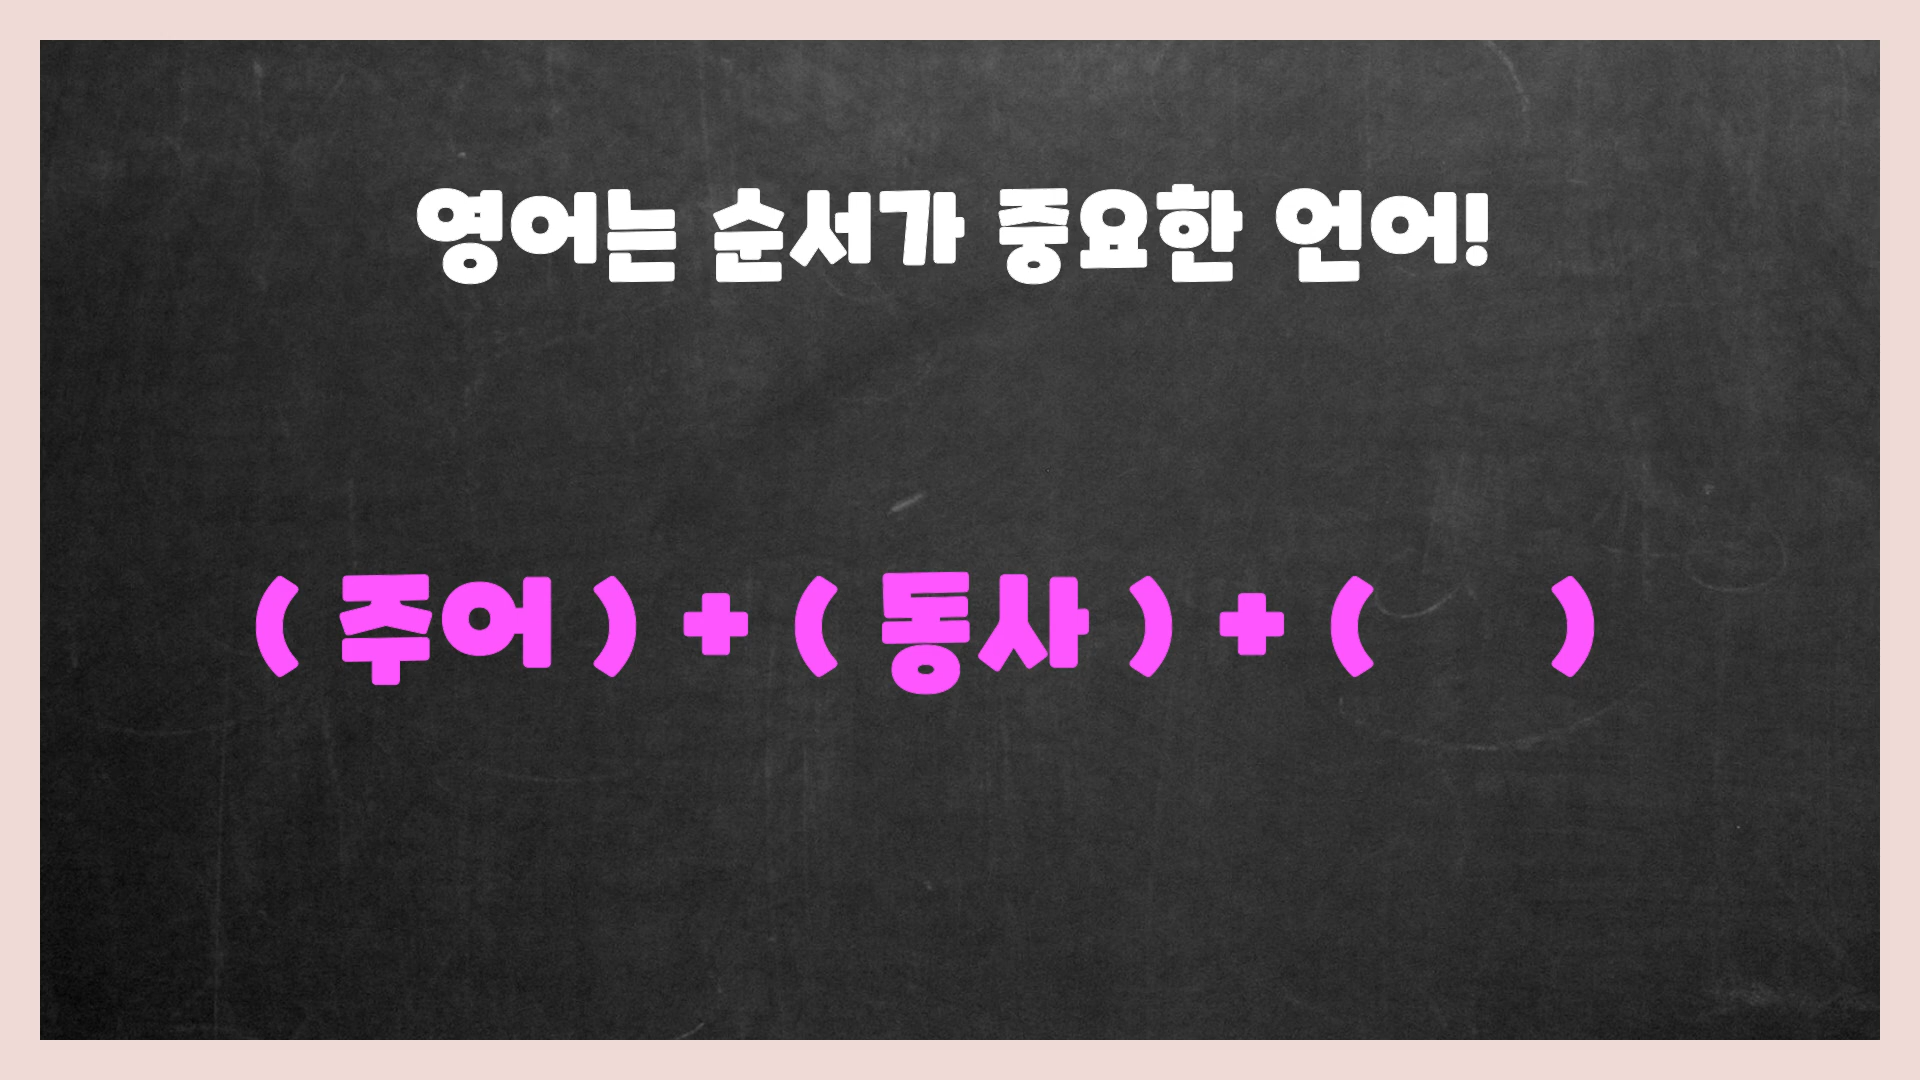 영어는 순서가 중요한 언어!
( 주어 ) + ( 동사 ) + (    )